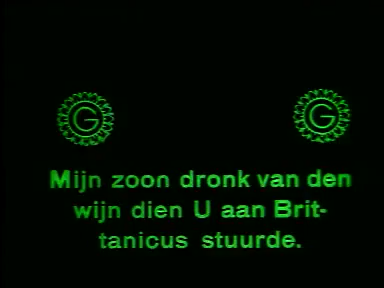 G G
Mijn zoon dronk van den
wijn dien U aan Brit-
tanicus stuurde.